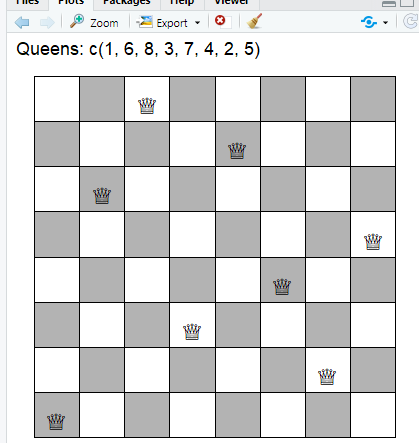 Files Plots Packages Help Viewer
Zoom Export
Queens: c(1, 6, 8, 3, 7, 4, 2, 5)